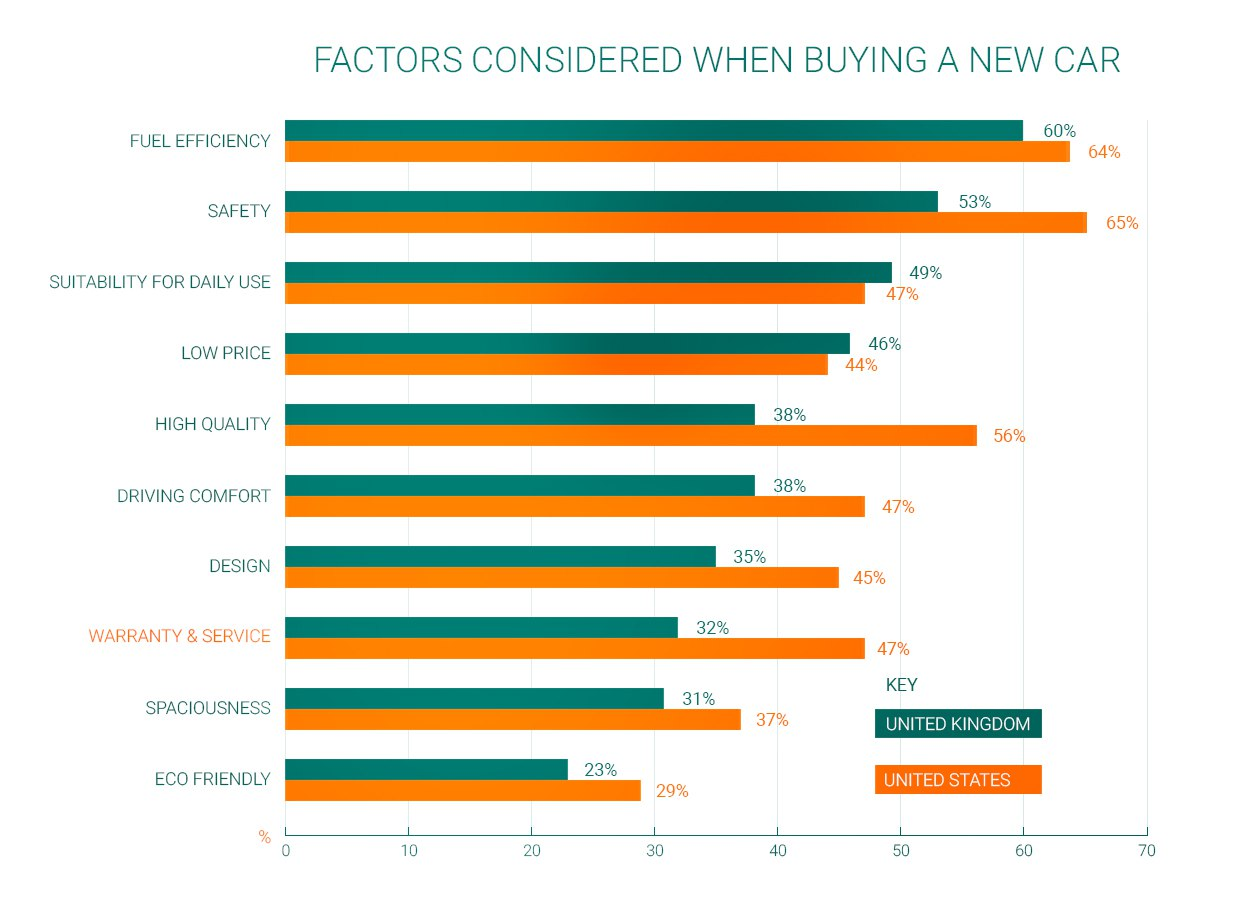 FACTORS CONSIDERED WHEN BUYING A NEW CAR
FUEL EFFICIENCY
60%
64%
SAFETY
53%
65%
SUITABILITY FOR DAILY USE
49%
47%
LOW PRICE
46%
44%
HIGH QUALITY
38%
56%
DRIVING COMFORT
38%
47%
DESIGN
35%
45%
WARRANTY & SERVICE
32%
47%
SPACIOUSNESS
31%
37%
ECO FRIENDLY
23%
29%
KEY
UNITED KINGDOM
UNITED STATES
%
0 10 20 30 40 50 60 70